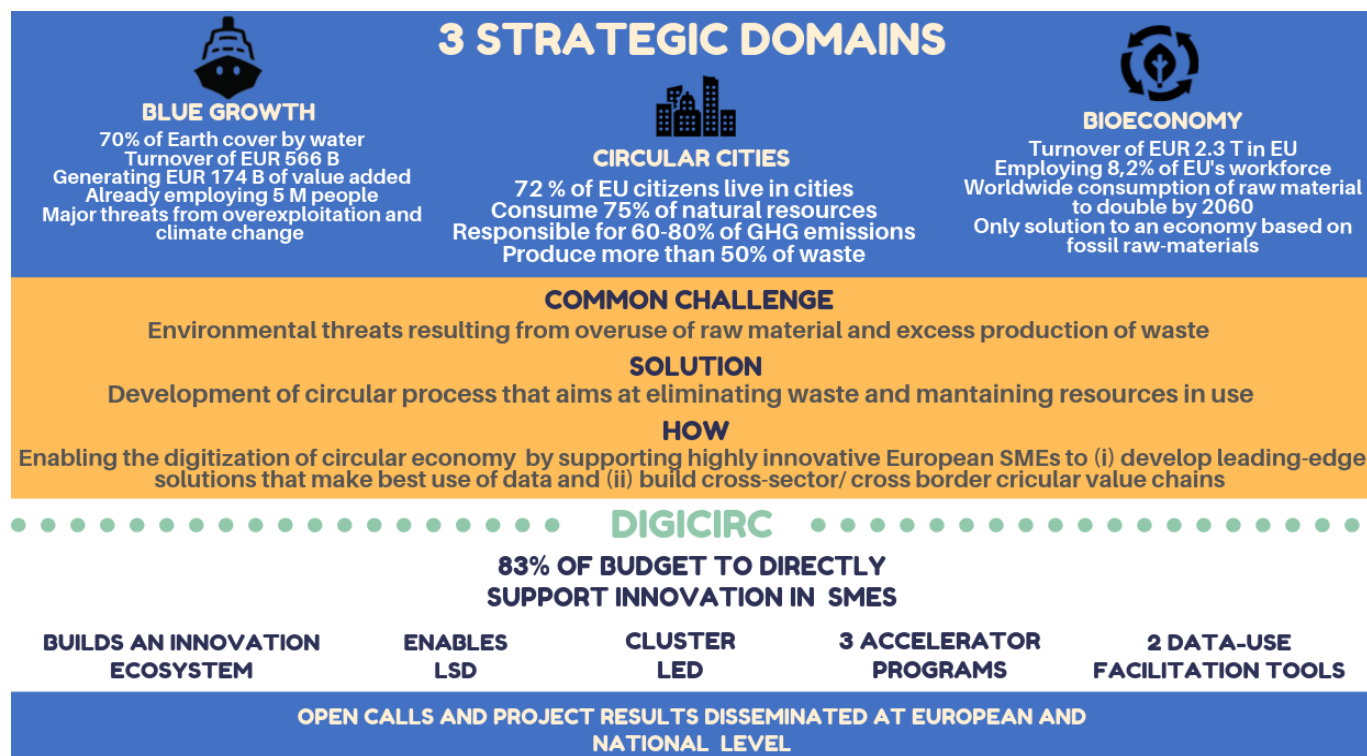 3 STRATEGIC DOMAINS
BLUE GROWTH
70% of Earth cover by water
Turnover of EUR 566 B
Generating EUR 174 B of value added
Already employing 5 M people
Major threats from overexploitation and
climate change
CIRCULAR CITIES
72 % of EU citizens live in cities
Consume 75% of natural resources
Responsible for 60-80% of GHG emissions
Produce more than 50% of waste
BIOECONOMY
Turnover of EUR 2.3 T in EU
Employing 8,2% of EU's workforce
Worldwide consumption of raw material
to double by 2060
Only solution to an economy based on
fossil raw-materials
COMMON CHALLENGE
Environmental threats resulting from overuse of raw material and excess production of waste
SOLUTION
Development of circular process that aims at eliminating waste and mantaining resources in use
HOW
Enabling the digitization of circular economy by supporting highly innovative European SMEs to (i) develop leading-edge
solutions that make best use of data and (ii) build cross-sector/ cross border cricular value chains
DIGICIRC
83% OF BUDGET TO DIRECTLY
SUPPORT INNOVATION IN SMES
BUILDS AN INNOVATION
ECOSYSTEM
ENABLES
LSD
CLUSTER
LED
3 ACCELERATOR
PROGRAMS
2 DATA-USE
FACILITATION TOOLS
OPEN CALLS AND PROJECT RESULTS DISSEMINATED AT EUROPEAN AND
NATIONAL LEVEL